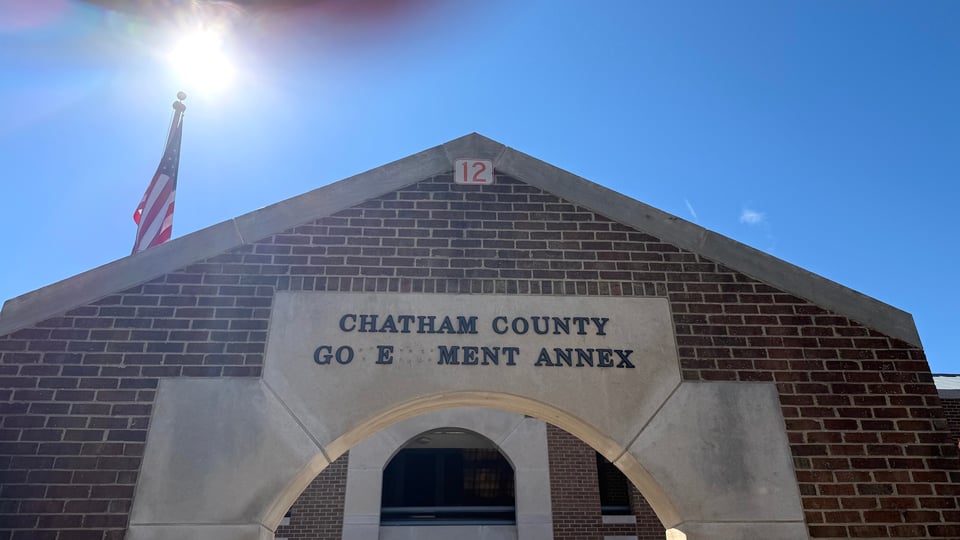 12
CHATHAM COUNTY
GO E MENT ANNEX